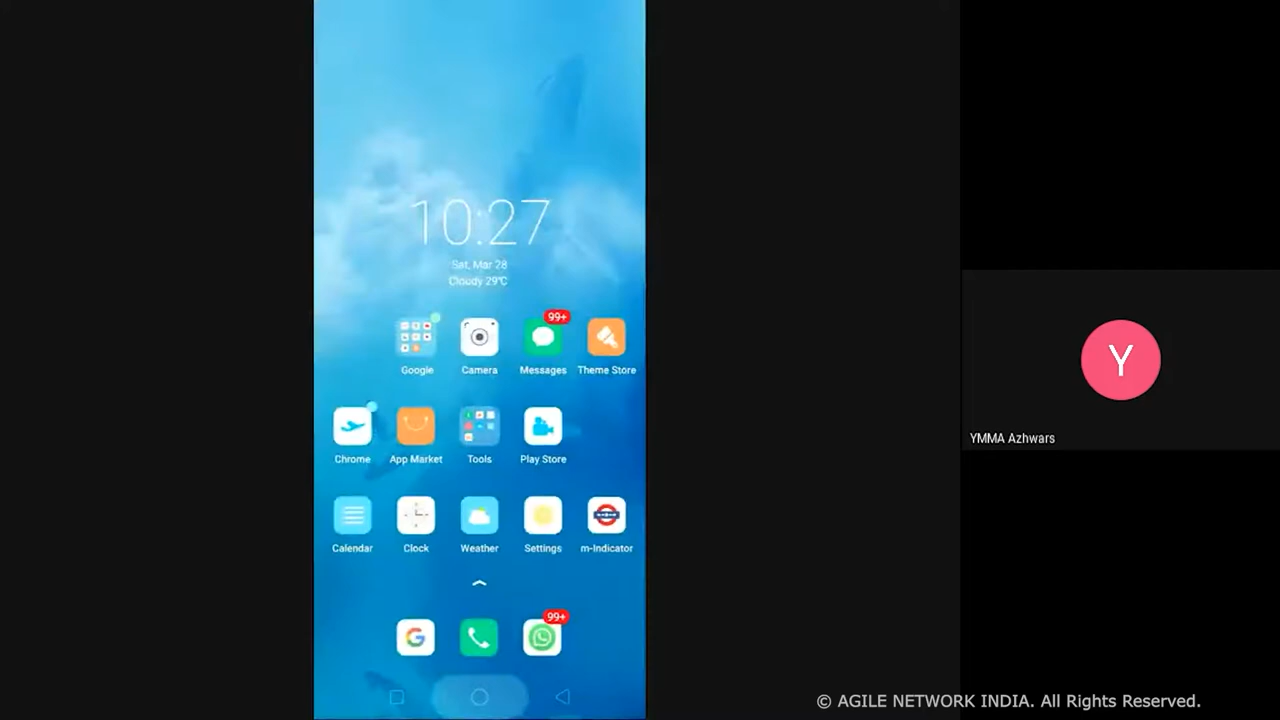 10:27
Sat, Mar 28
Cloudy 29°C
99+
Google Camera Messages Theme Store
Chrome App Market Tools Play Store
Calendar Clock Weather Settings m-Indicator
99+
G
Y
YMMA Azhwars
© AGILE NETWORK INDIA. All Rights Reserved.